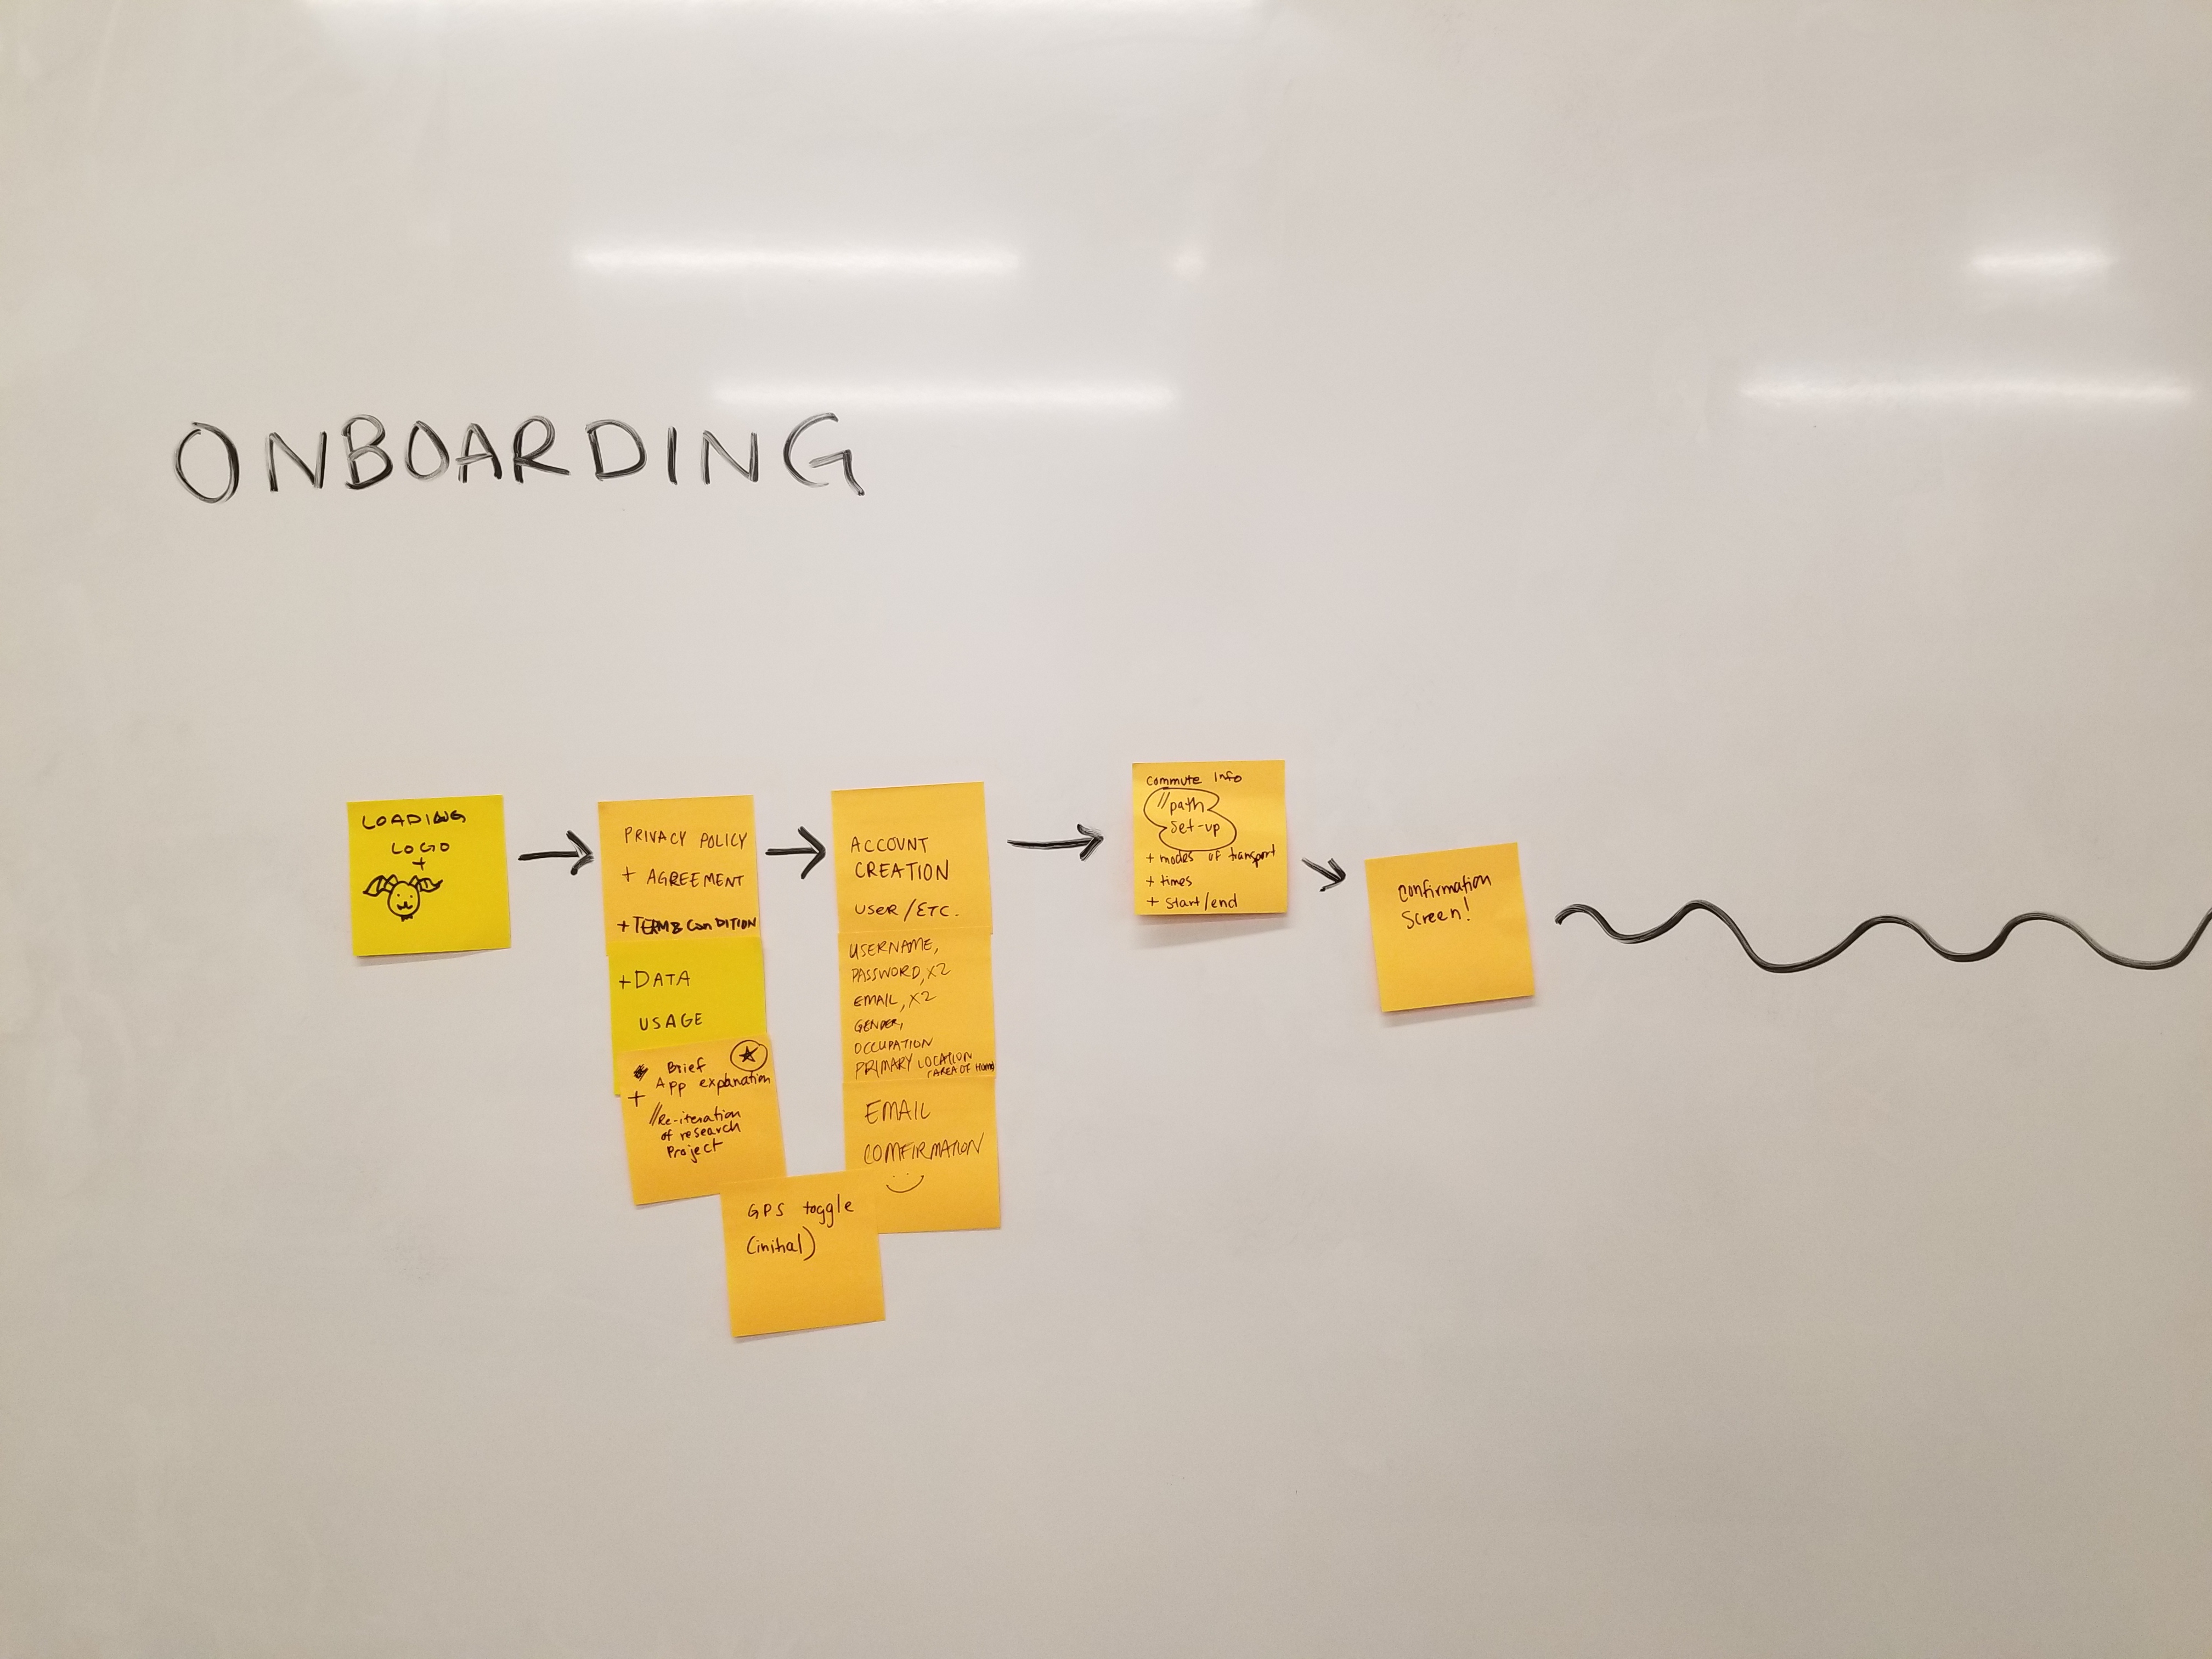 ONBOARDING
LOADING
LOGO
+
PRIVACY POLICY
+ AGREEMENT
+ TERM & CONDITION
+ DATA
USAGE
Brief
+ App explanation
// Re-iteration
of research
Project
GPS toggle
(initial)
ACCOUNT
CREATION
USER/ETC.
USERNAME,
PASSWORD, X2
EMAIL, X2
GENDER,
OCCUPATION
PRIMARY LOCATION
(AREA OF HOME)
EMAIL
COMFIRMATION
Commute Info
// path
Set-up
+ modes of transport
+ times
+ Start/end
Confirmation
Screen!